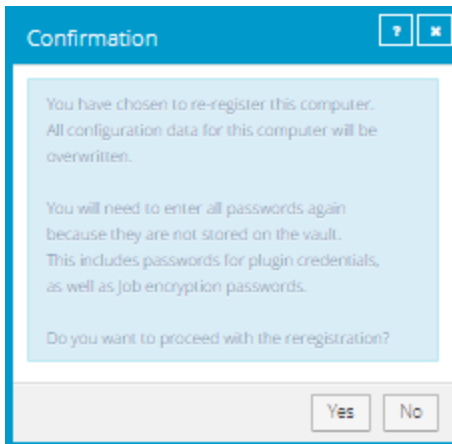 Confirmation
? ×
You have chosen to re-register this computer.
All configuration data for this computer will be
overwritten.
You will need to enter all passwords again
because they are not stored on the vault.
This includes passwords for plugin credentials,
as well as Job encryption passwords.
Do you want to proceed with the reregistration?
Yes No